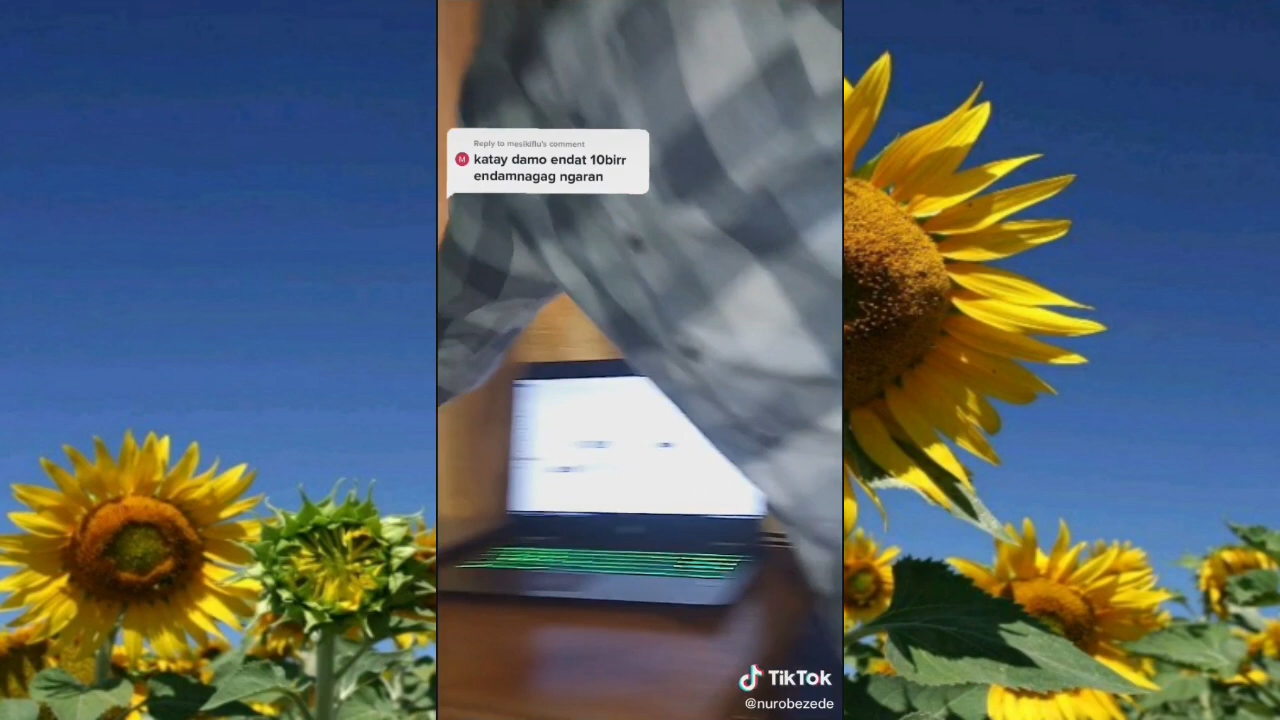 Reply to mesikiflu's comment
M
katay damo endat 10birr
endamnagag ngaran
TikTok
@nurobezede